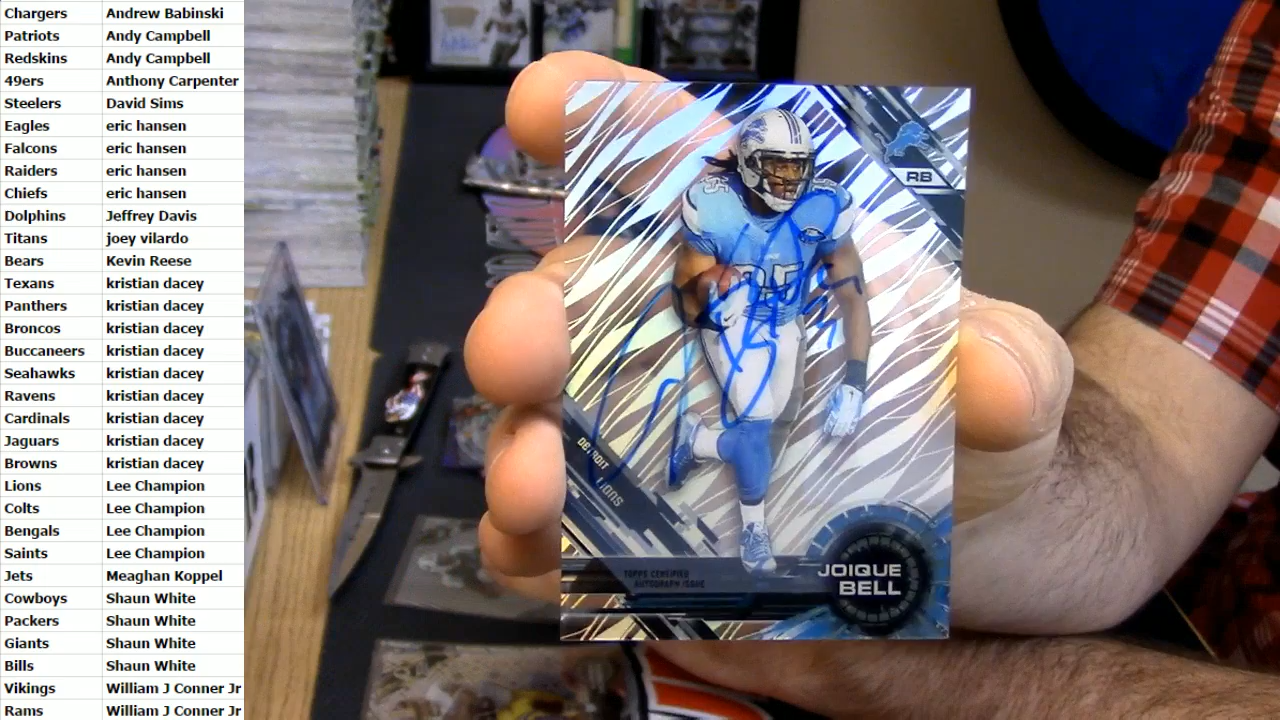 Chargers Andrew Babinski
Patriots Andy Campbell
Redskins Andy Campbell
49ers Anthony Carpenter
Steelers David Sims
Eagles eric hansen
Falcons eric hansen
Raiders eric hansen
Chiefs eric hansen
Dolphins Jeffrey Davis
Titans joey vilardo
Bears Kevin Reese
Texans kristian dacey
Panthers kristian dacey
Broncos kristian dacey
Buccaneers kristian dacey
Seahawks kristian dacey
Ravens kristian dacey
Cardinals kristian dacey
Jaguars kristian dacey
Browns kristian dacey
Lions Lee Champion
Colts Lee Champion
Bengals Lee Champion
Saints Lee Champion
Jets Meaghan Koppel
Cowboys Shaun White
Packers Shaun White
Giants Shaun White
Bills Shaun White
Vikings William J Conner Jr
Rams William J Conner Jr
RB
35
DETROIT
LIONS
TOPPS CERTIFIED
AUTOGRAPH ISSUE
JOIQUE
BELL